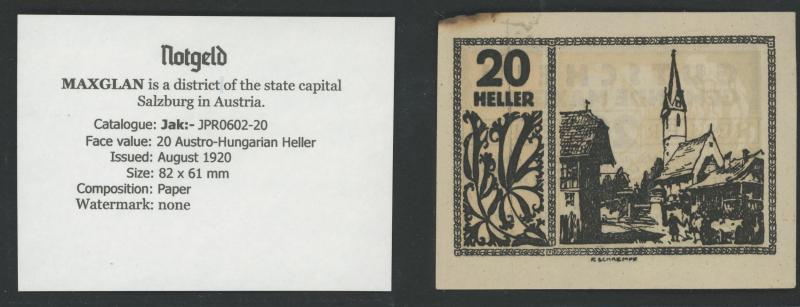 Notgeld
MAXGLAN is a district of the state capital
Salzburg in Austria.
Catalogue: Jak:- JPR0602-20
Face value: 20 Austro-Hungarian Heller
Issued: August 1920
Size: 82 x 61 mm
Composition: Paper
Watermark: none
20
HELLER